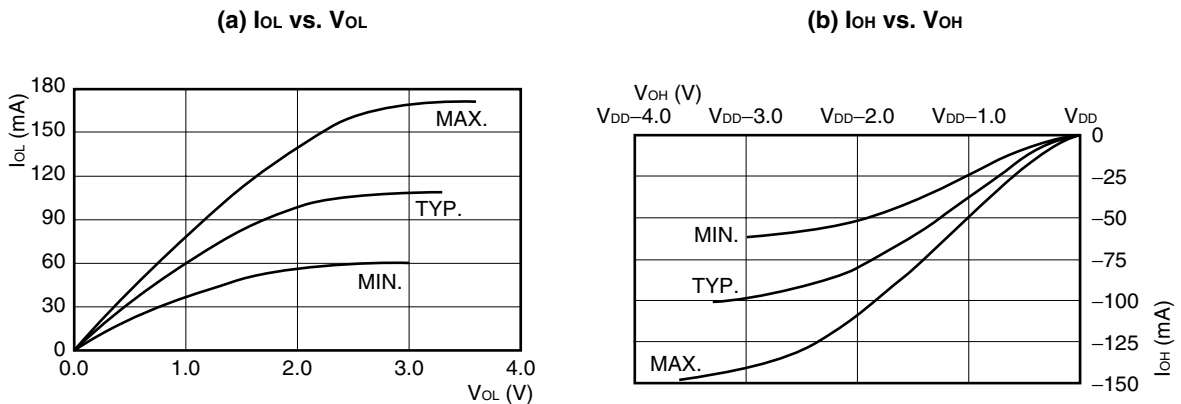 (a) IOL vs. VOL
IOL (mA)
180
150
120
90
60
30
0
MAX.
TYP.
MIN.
0.0 1.0 2.0 3.0 4.0
VOL (V)
(b) IOH vs. VOH
VOH (V)
VDD−4.0 VDD−3.0 VDD−2.0 VDD−1.0 VDD
0
−25
−50
−75
−100
−125
−150
IOH (mA)
MIN.
TYP.
MAX.